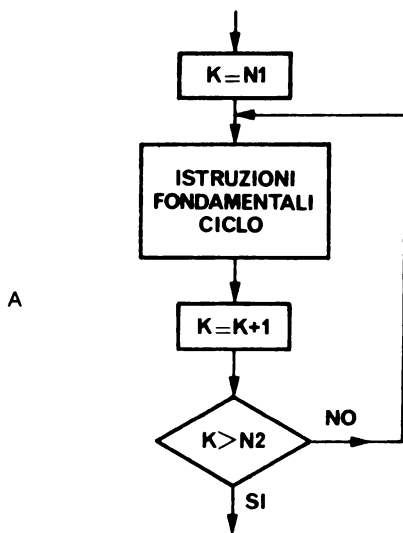 K=N1
ISTRUZIONI
FONDAMENTALI
CICLO
A
K=K+1
K>N2
NO
SI